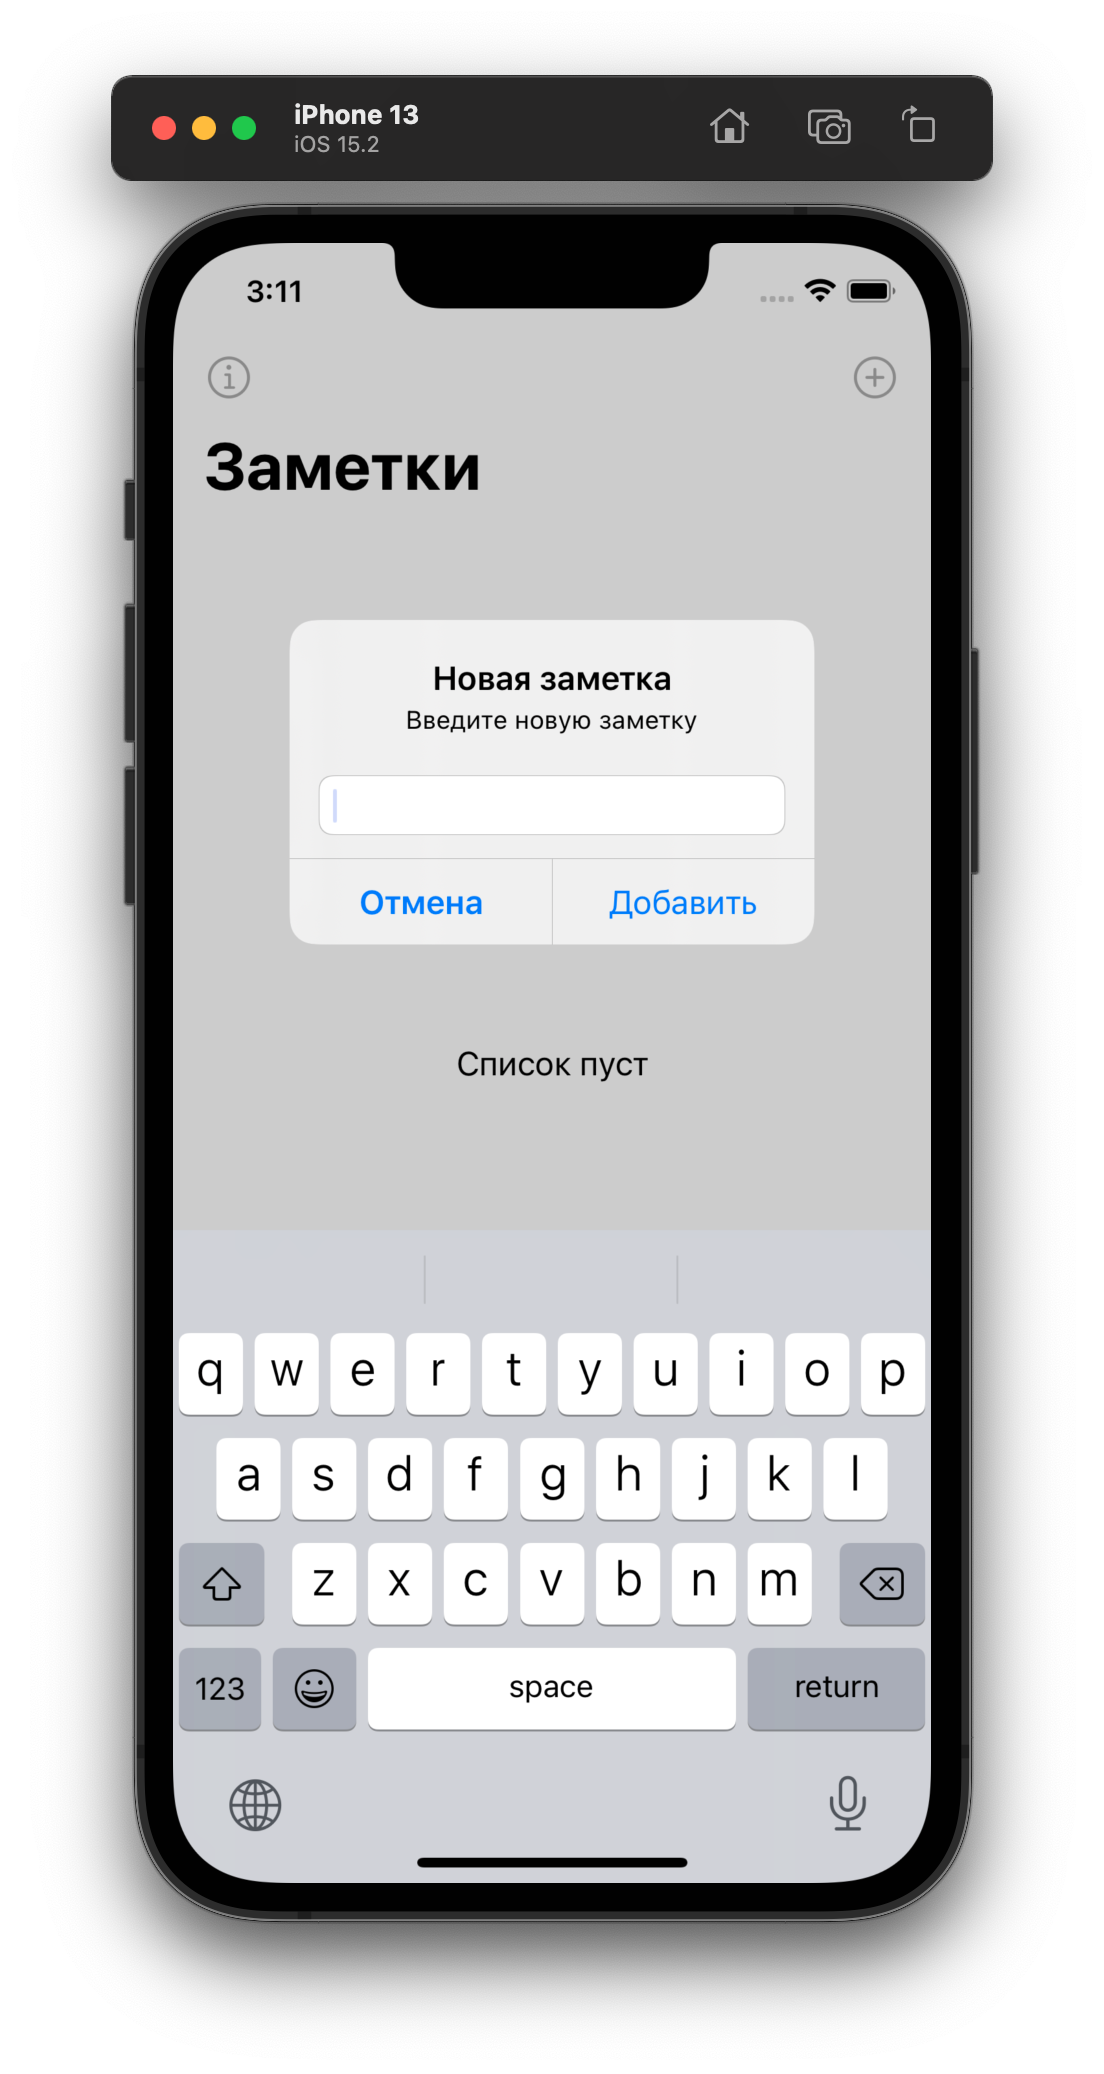 iPhone 13
iOS 15.2
3:11
Заметки
Новая заметка
Введите новую заметку
Отмена Добавить
Список пуст
q w e r t y u i o p
a s d f g h j k l
z x c v b n m
123 space return